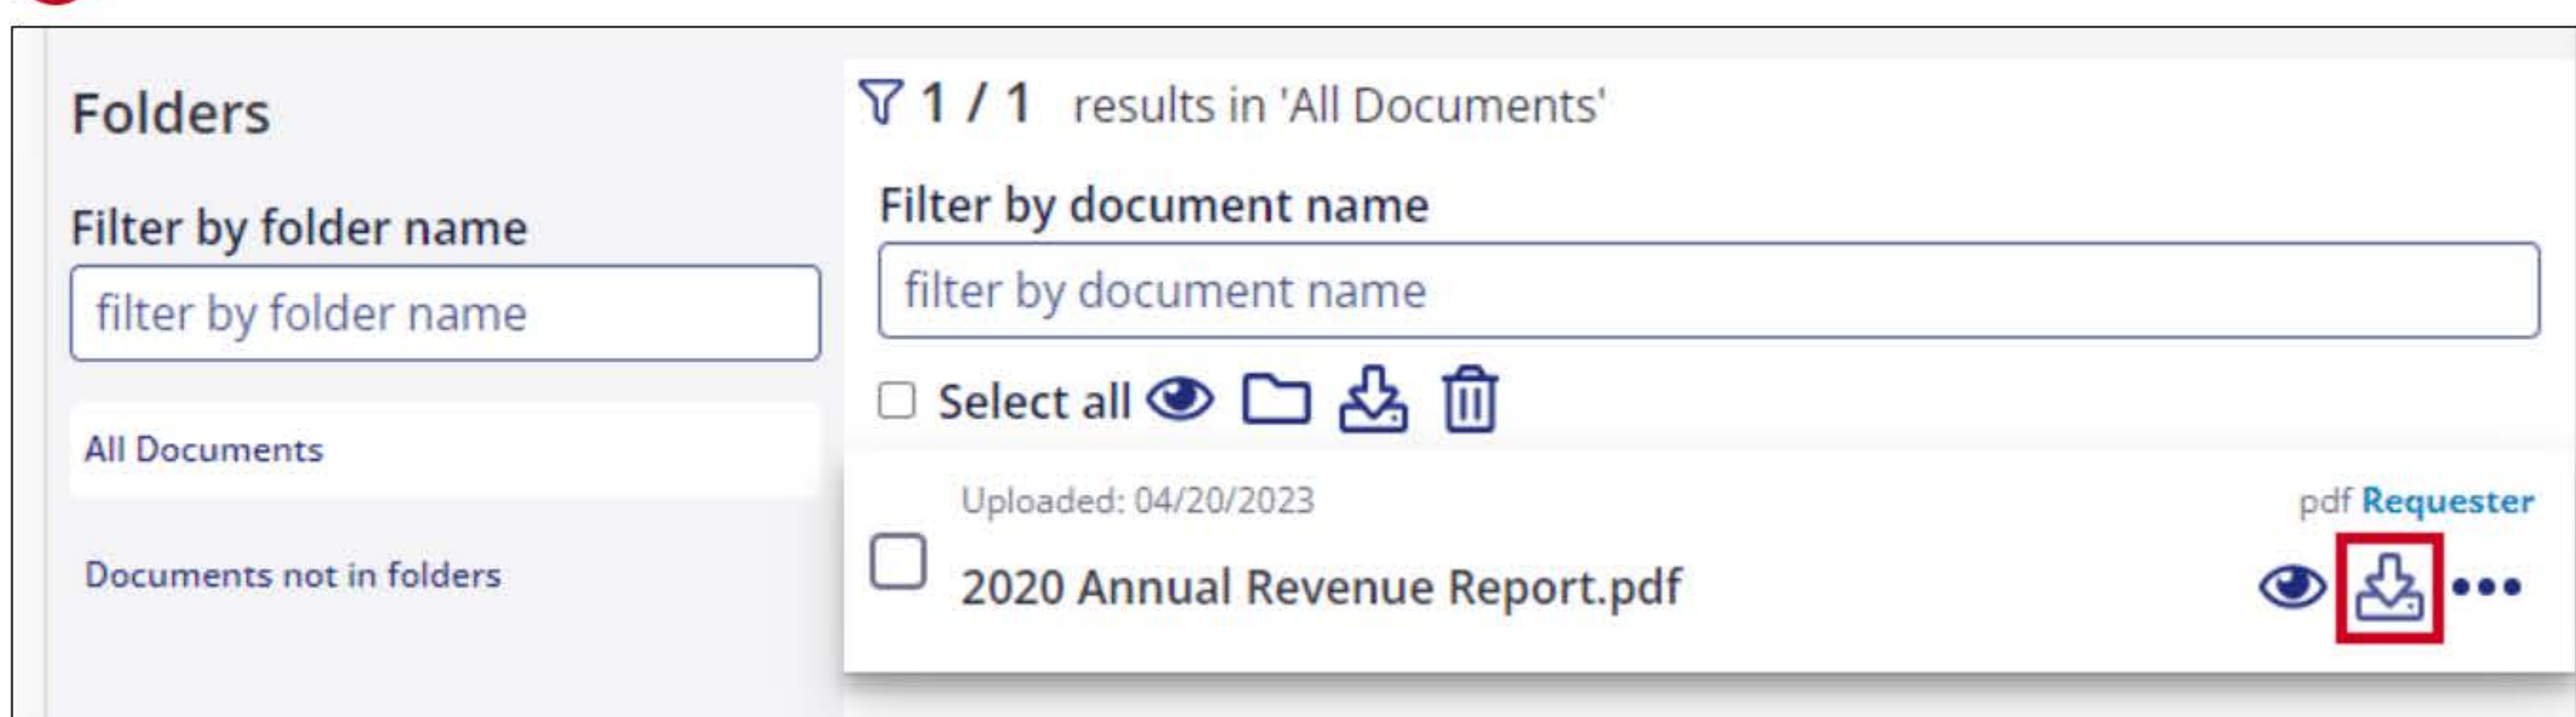 Folders
Filter by folder name
filter by folder name
All Documents
Documents not in folders
1 / 1 results in 'All Documents'
Filter by document name
filter by document name
Select all
Uploaded: 04/20/2023
pdf Requester
2020 Annual Revenue Report.pdf